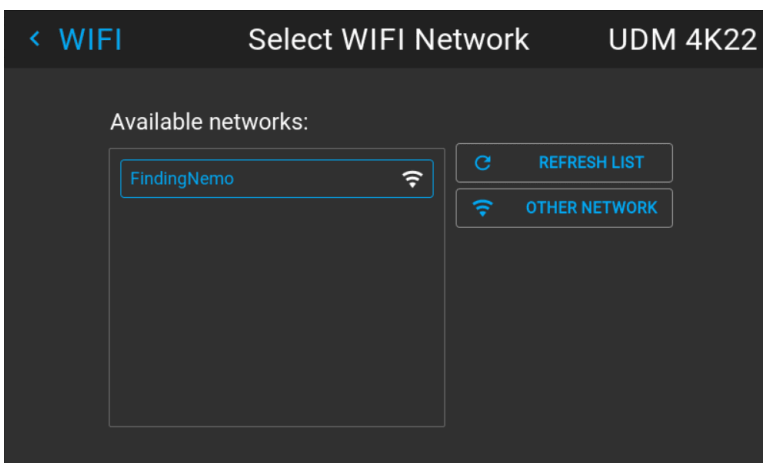 < WIFI Select WIFI Network UDM 4K22
Available networks:
FindingNemo
REFRESH LIST
OTHER NETWORK